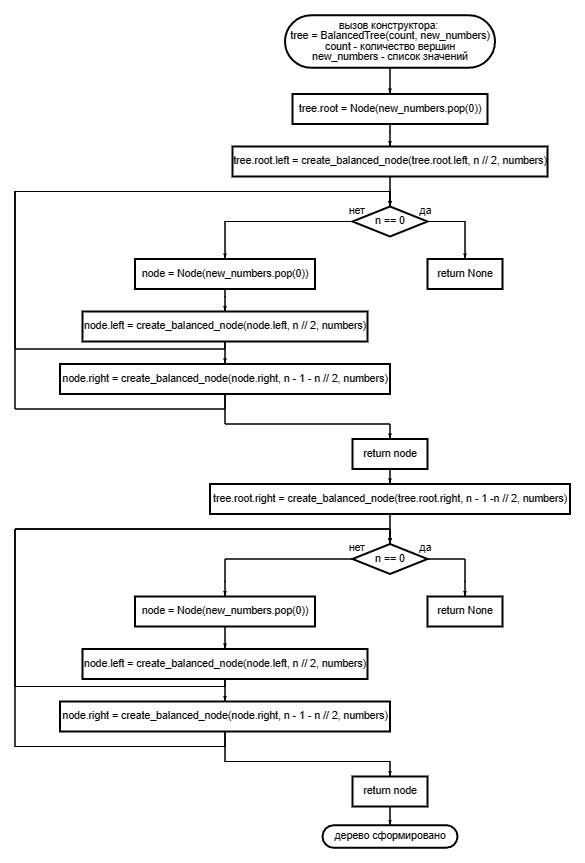 вызов конструктора:
tree = BalancedTree(count, new_numbers)
count - количество вершин
new_numbers - список значений
tree.root = Node(new_numbers.pop(0))
tree.root.left = create_balanced_node(tree.root.left, n // 2, numbers)
нет
да
n == 0
node = Node(new_numbers.pop(0))
return None
node.left = create_balanced_node(node.left, n // 2, numbers)
node.right = create_balanced_node(node.right, n - 1 - n // 2, numbers)
return node
tree.root.right = create_balanced_node(tree.root.right, n - 1 -n // 2, numbers)
нет
да
n == 0
node = Node(new_numbers.pop(0))
return None
node.left = create_balanced_node(node.left, n // 2, numbers)
node.right = create_balanced_node(node.right, n - 1 - n // 2, numbers)
return node
дерево сформировано